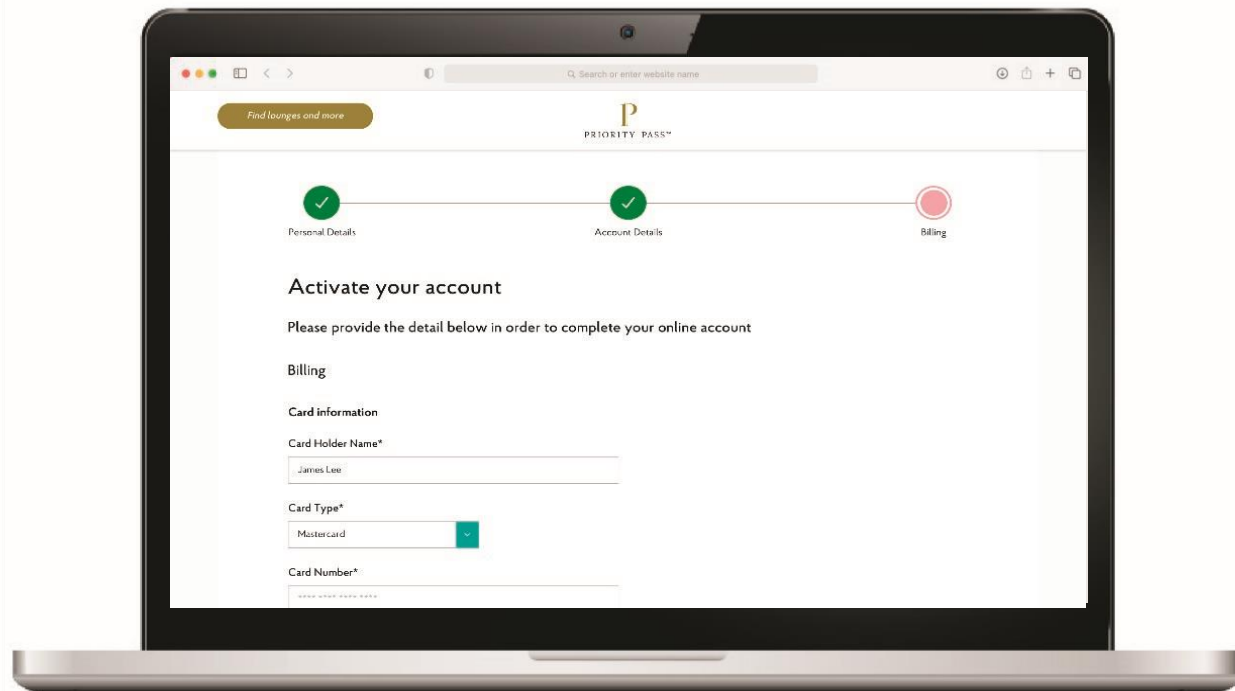 Search or enter website name
Find lounges and more
P
PRIORITY PASS™
Personal Details
Account Details
Billing
Activate your account
Please provide the detail below in order to complete your online account
Billing
Card information
Card Holder Name*
James Lee
Card Type*
Mastercard
Card Number*